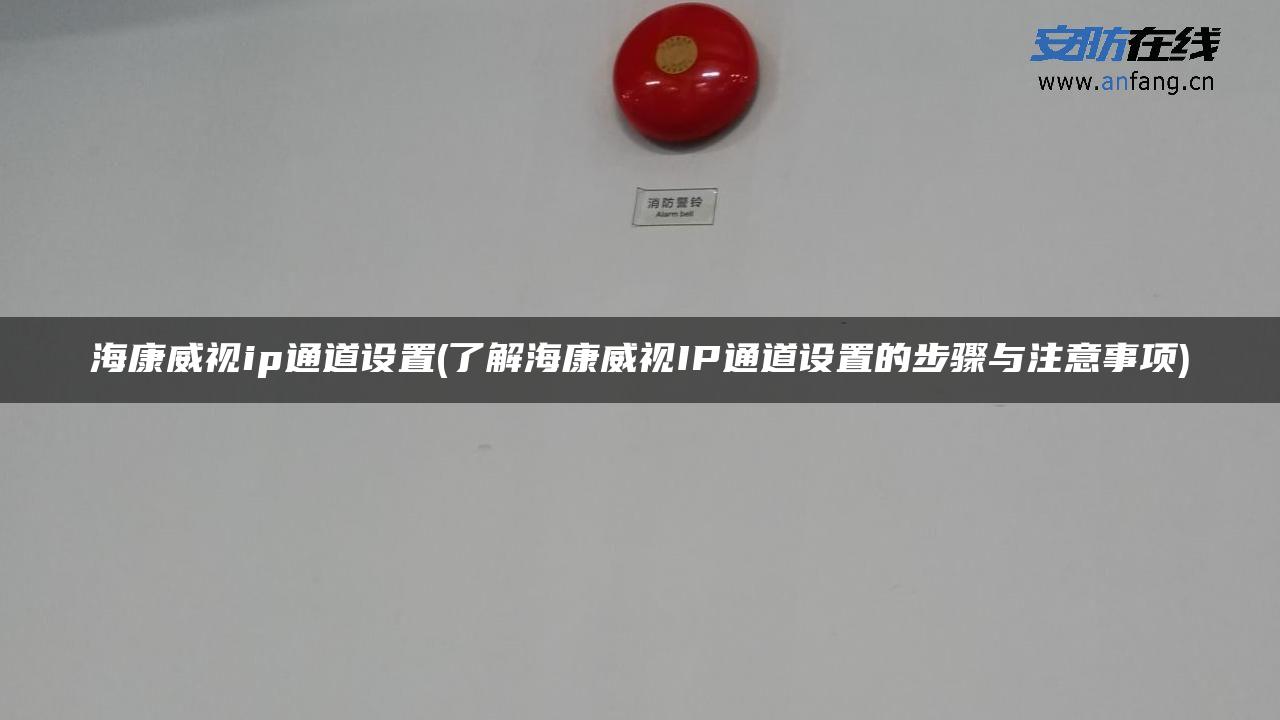 安防在线
www.anfang.cn
消防警铃
Alarm bell
海康威视ip通道设置(了解海康威视IP通道设置的步骤与注意事项)